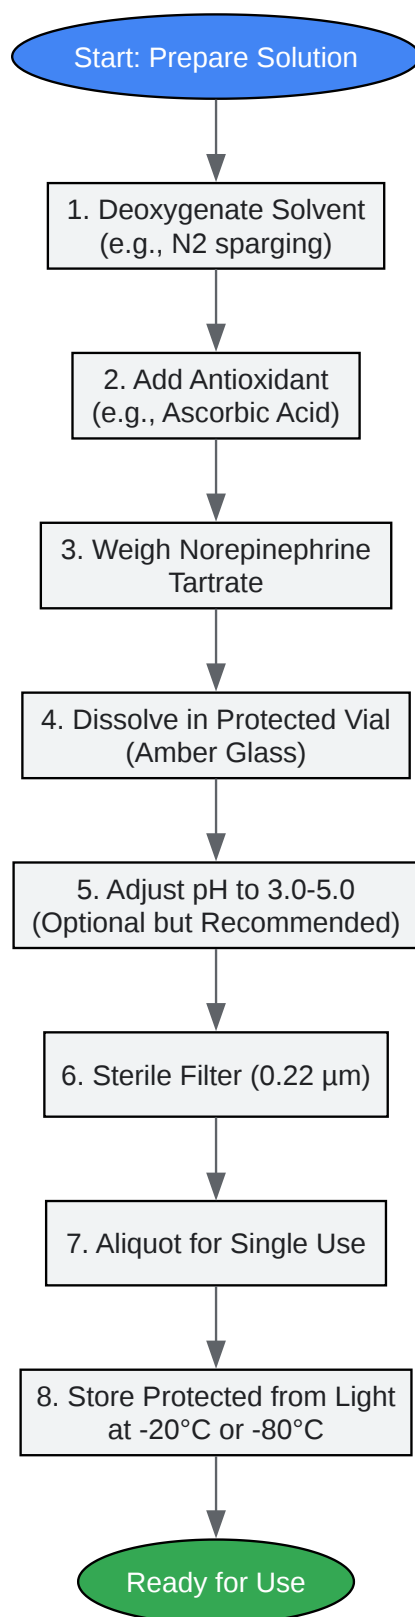 Start: Prepare Solution
1. Deoxygenate Solvent
(e.g., N2 sparging)
2. Add Antioxidant
(e.g., Ascorbic Acid)
3. Weigh Norepinephrine
Tartrate
4. Dissolve in Protected Vial
(Amber Glass)
5. Adjust pH to 3.0-5.0
(Optional but Recommended)
6. Sterile Filter (0.22 µm)
7. Aliquot for Single Use
8. Store Protected from Light
at -20°C or -80°C
Ready for Use